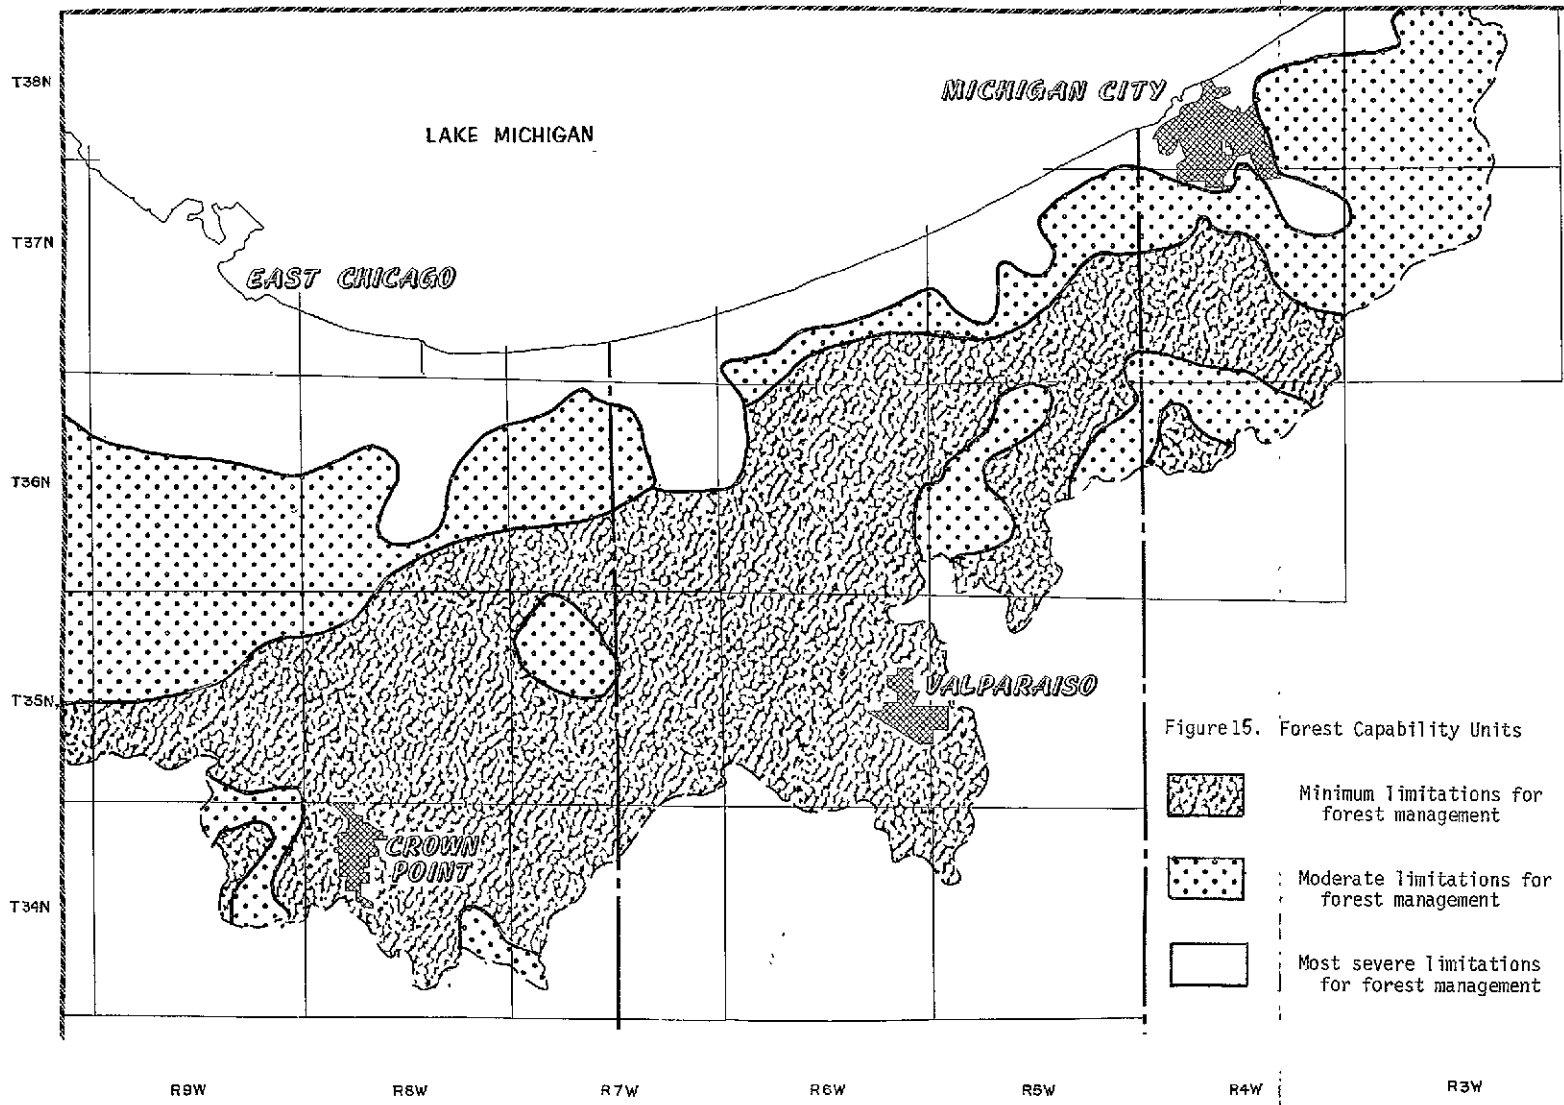 T38N
MICHIGAN CITY
LAKE MICHIGAN
T37N
EAST CHICAGO
T36N
T35N
VALPARAISO
Figure 15. Forest Capability Units
Minimum limitations for
forest management
CROWN
POINT
Moderate limitations for
forest management
T34N
Most severe limitations
for forest management
R9W R8W R7W R6W R5W R4W R3W